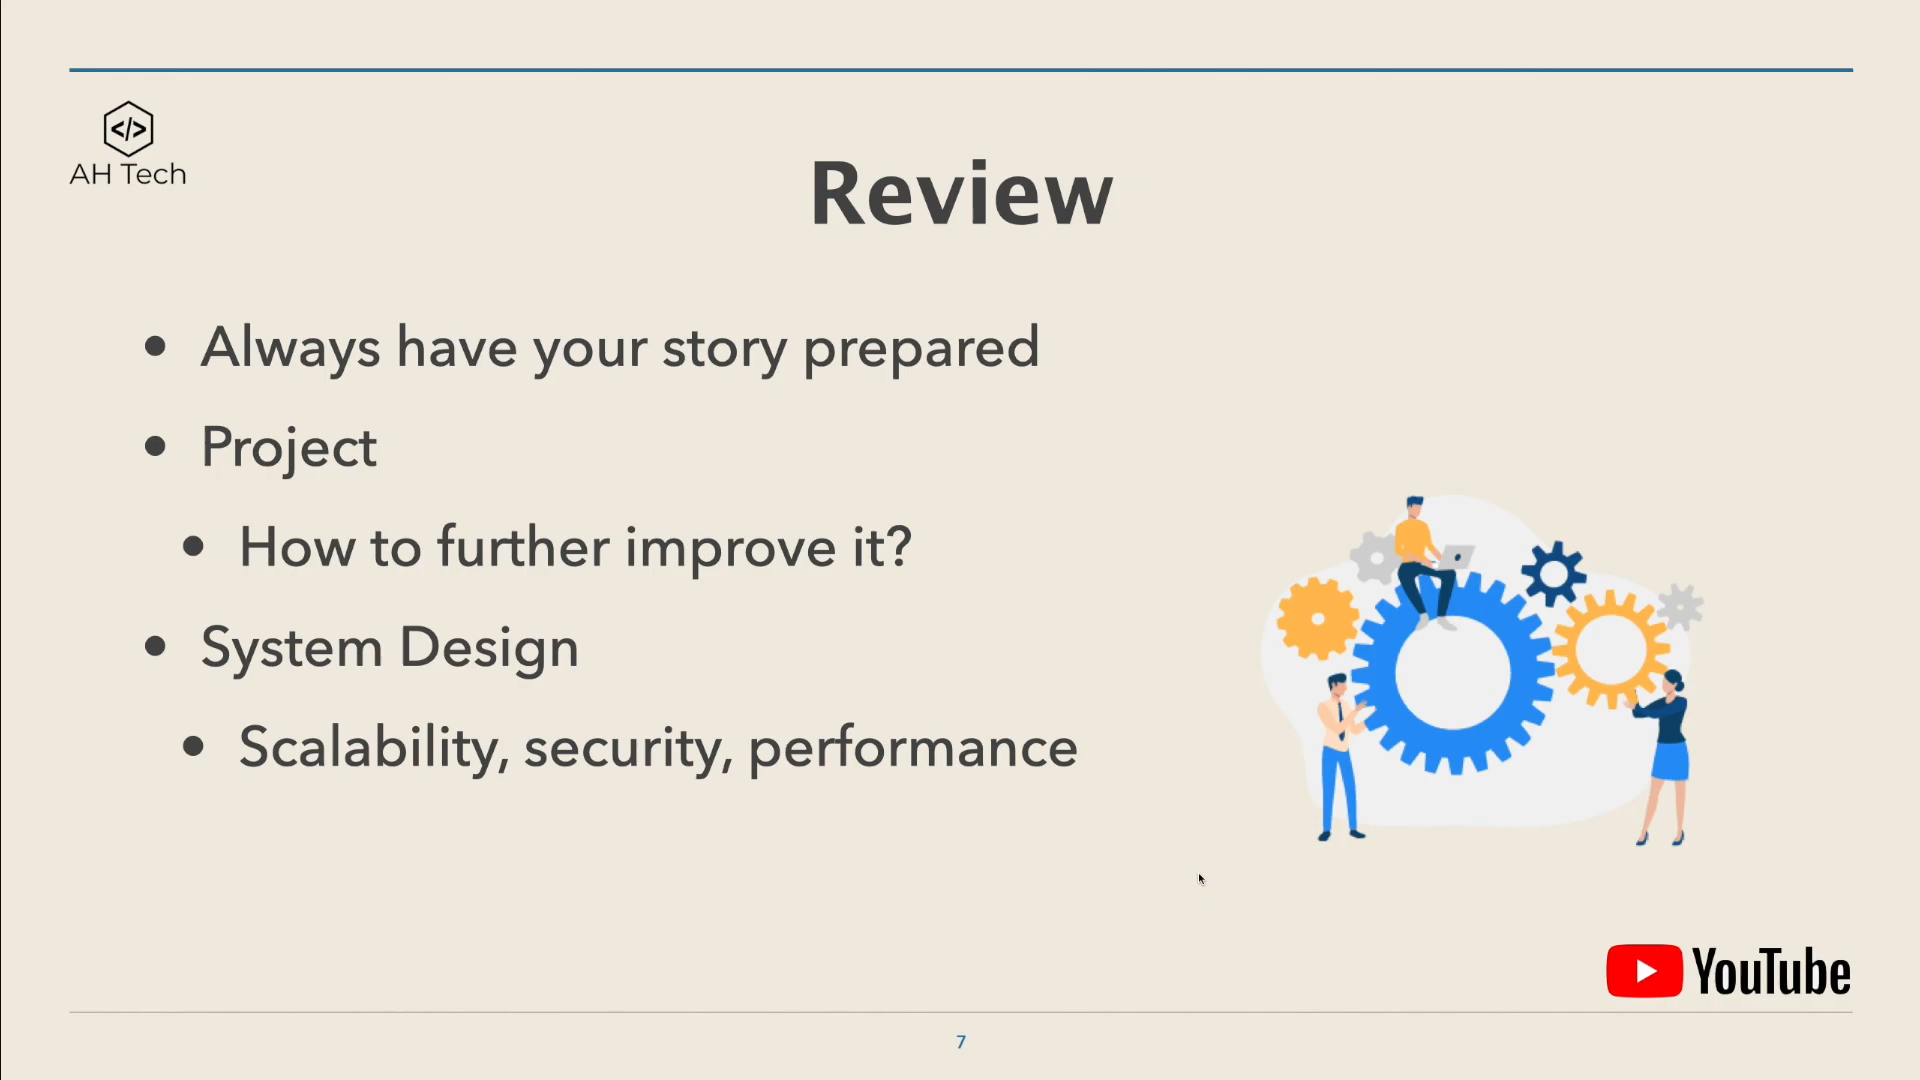 </>
AH Tech
Review
• Always have your story prepared
• Project
• How to further improve it?
• System Design
• Scalability, security, performance
YouTube
7